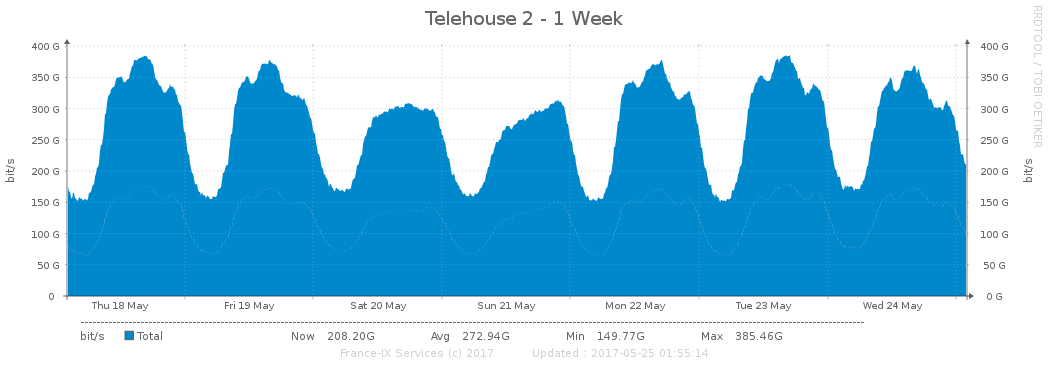 Telehouse 2 - 1 Week
RRDTOOL / TOBI OETIKER
400 G 400 G
350 G 350 G
300 G 300 G
250 G 250 G
200 G 200 G
150 G 150 G
100 G 100 G
50 G 50 G
0 0 G
bit/s bit/s
Thu 18 May Fri 19 May Sat 20 May Sun 21 May Mon 22 May Tue 23 May Wed 24 May
bit/s Total Now 208.20G Avg 272.94G Min 149.77G Max 385.46G
France-IX Services (c) 2017 Updated : 2017-05-25 01:55:14